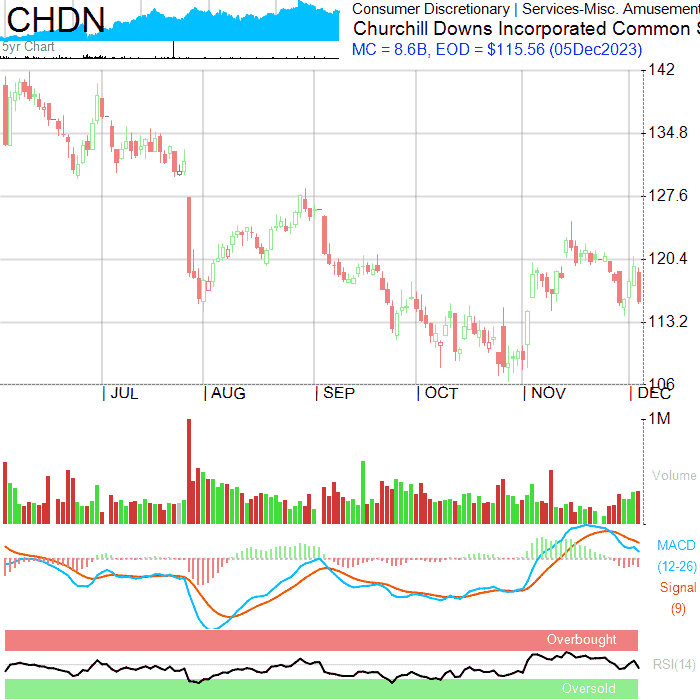 CHDN
5yr Chart
Consumer Discretionary | Services-Misc. Amusement
Churchill Downs Incorporated Common S
MC = 8.6B, EOD = $115.56 (05Dec2023)
142
134.8
127.6
120.4
113.2
106
JUL AUG SEP OCT NOV DEC
1M
Volume
MACD
(12-26)
Signal
(9)
Overbought
RSI(14)
Oversold